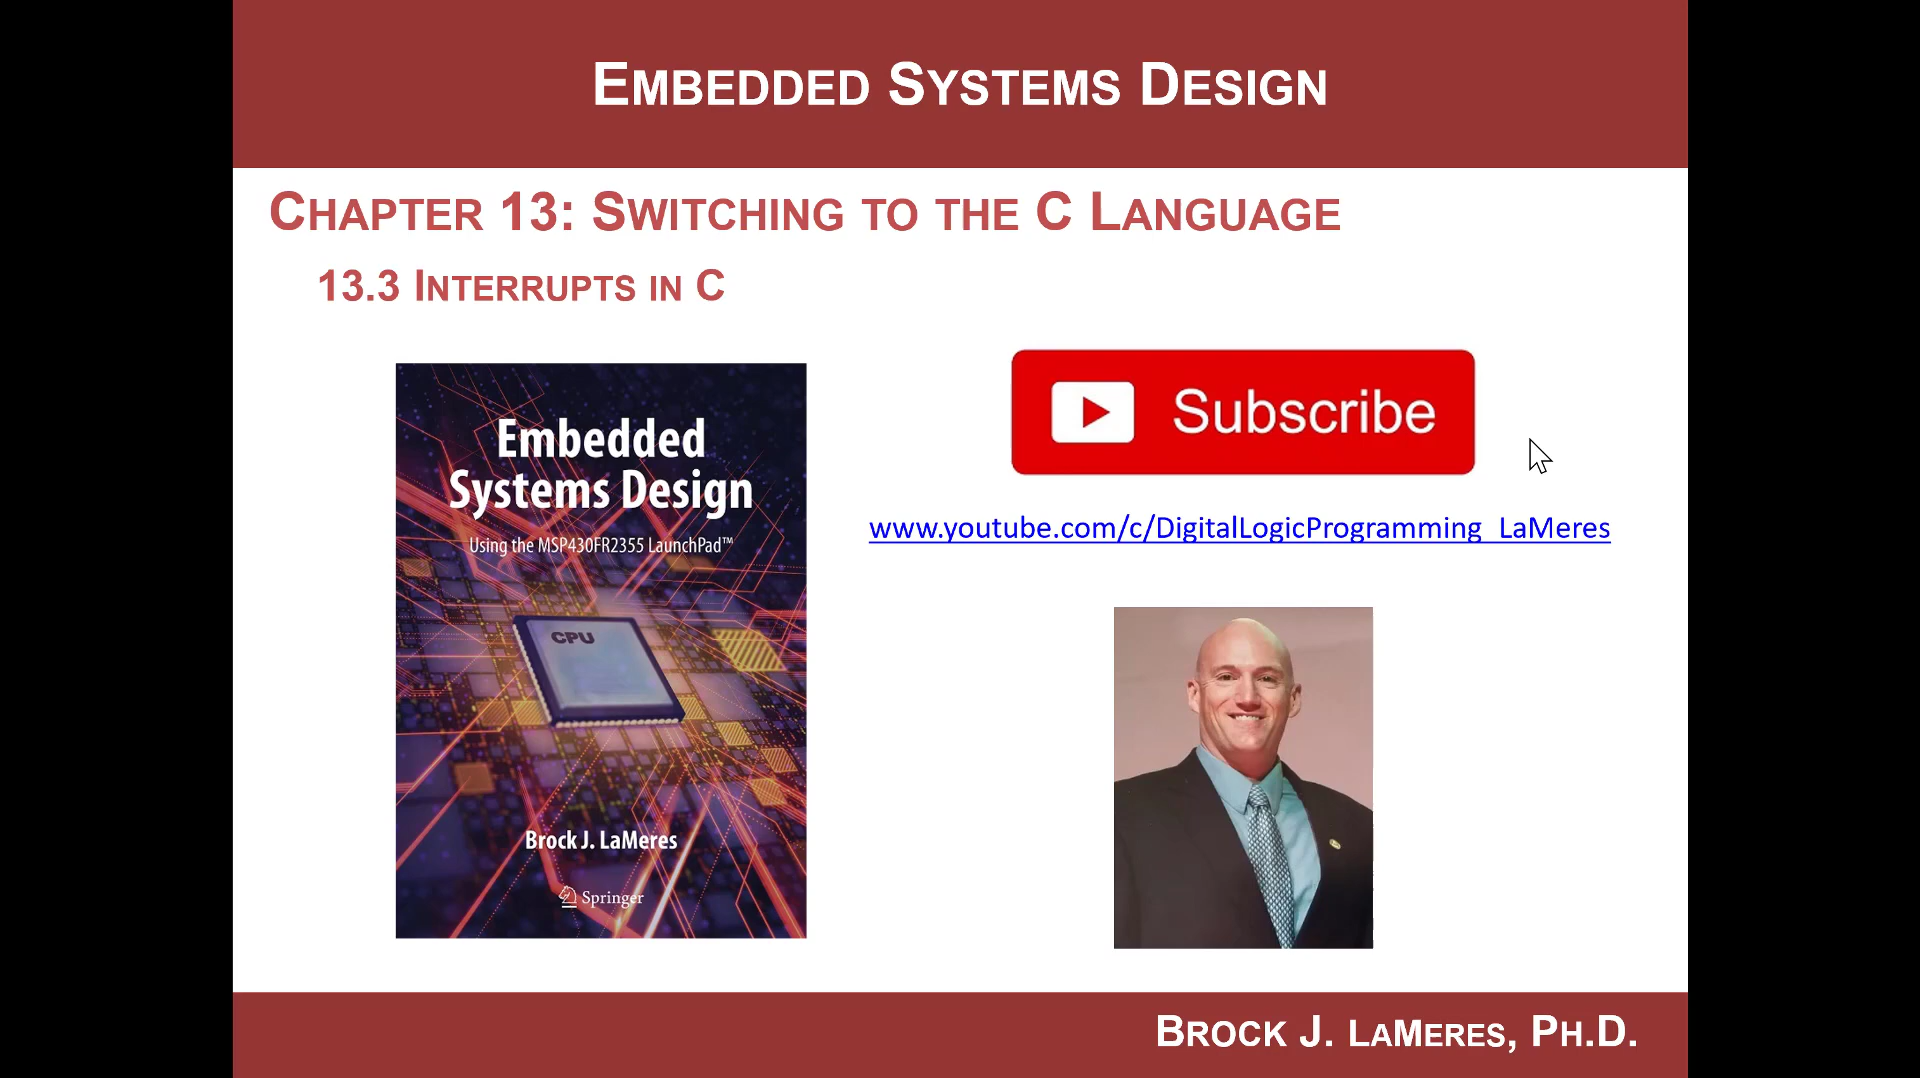 EMBEDDED SYSTEMS DESIGN
CHAPTER 13: SWITCHING TO THE C LANGUAGE
13.3 INTERRUPTS IN C
Embedded
Systems Design
Using the MSP430FR2355 LaunchPad™
CPU
Brock J. LaMeres
Springer
Subscribe
www.youtube.com/c/DigitalLogicProgramming_LaMeres
BROCK J. LAMERES, PH.D.